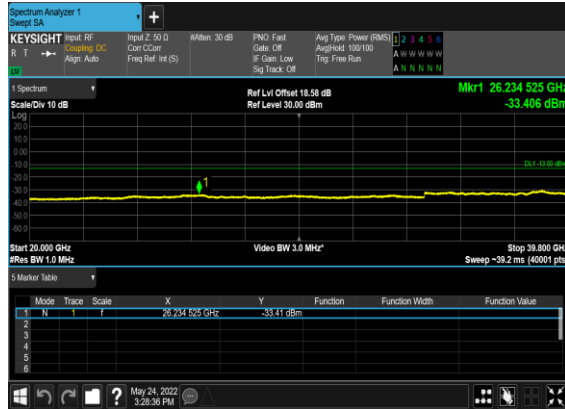 Spectrum Analyzer 1
Swept SA
+
KEYSIGHT Input: RF Input Z: 50 Ω #Atten: 30 dB PNO: Fast Avg Type: Power (RMS) 1 2 3 4 5 6
R T Coupling: DC Corr CCorr Gate: Off Avg|Hold: 100/100 A W W W W W
Align: Auto Freq Ref: Int (S) IF Gain: Low Trig: Free Run
Sig Track: Off A N N N N N
1 Spectrum Ref Lvl Offset 18.58 dB Mkr1 26.234 525 GHz
Scale/Div 10 dB Ref Level 30.00 dBm -33.406 dBm
Log
20.0
10.0
0.00
DL1 -13.00 dBm
-10.0
-20.0
1
-30.0
-40.0
-50.0
-60.0
Start 20.000 GHz Video BW 3.0 MHz* Stop 39.800 GHz
#Res BW 1.0 MHz Sweep ~39.2 ms (40001 pts)
5 Marker Table
Mode Trace Scale X Y Function Function Width Function Value
1 N 1 f 26.234 525 GHz -33.41 dBm
2
3
4
5
6
? May 24, 2022
3:28:36 PM